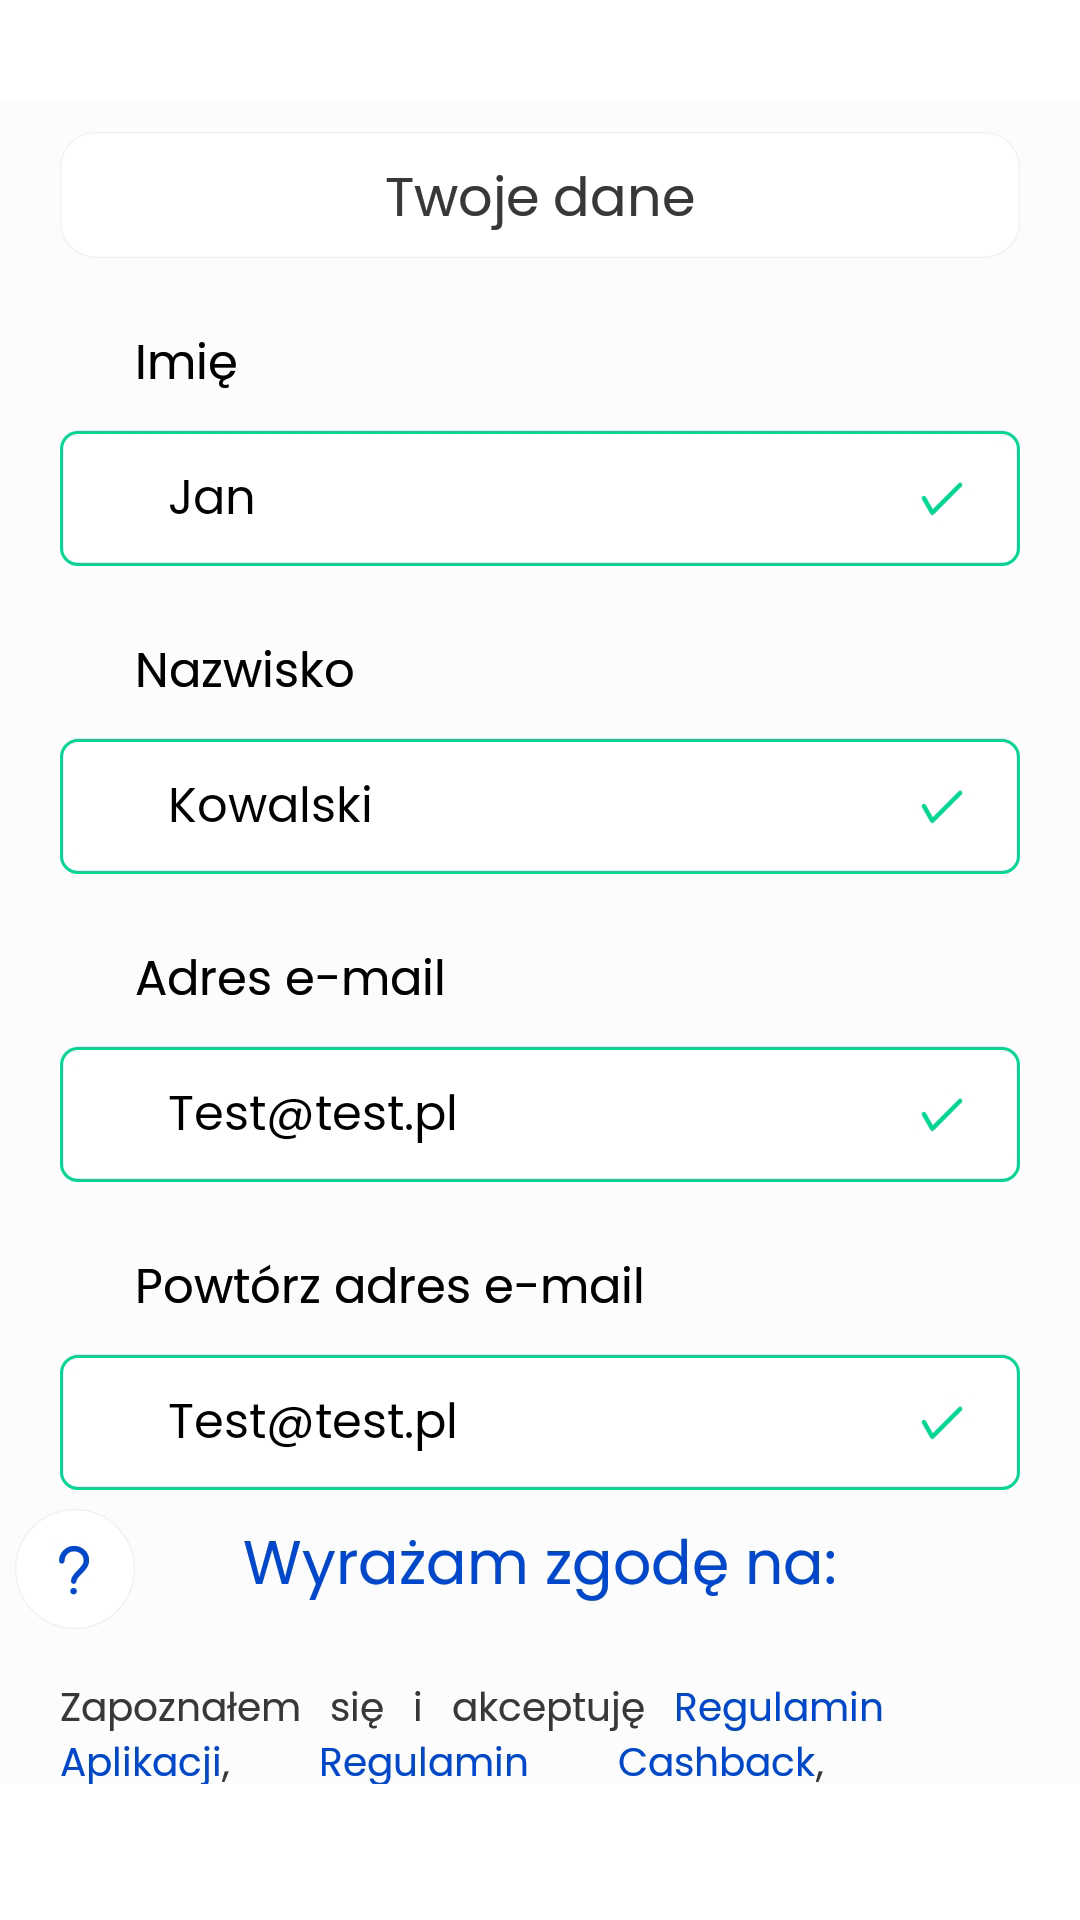 Twoje dane
Imię
Jan
Nazwisko
Kowalski
Adres e-mail
Test@test.pl
Powtórz adres e-mail
Test@test.pl
?
Wyrażam zgodę na:
Zapoznałem się i akceptuję Regulamin
Aplikacji, Regulamin Cashback,